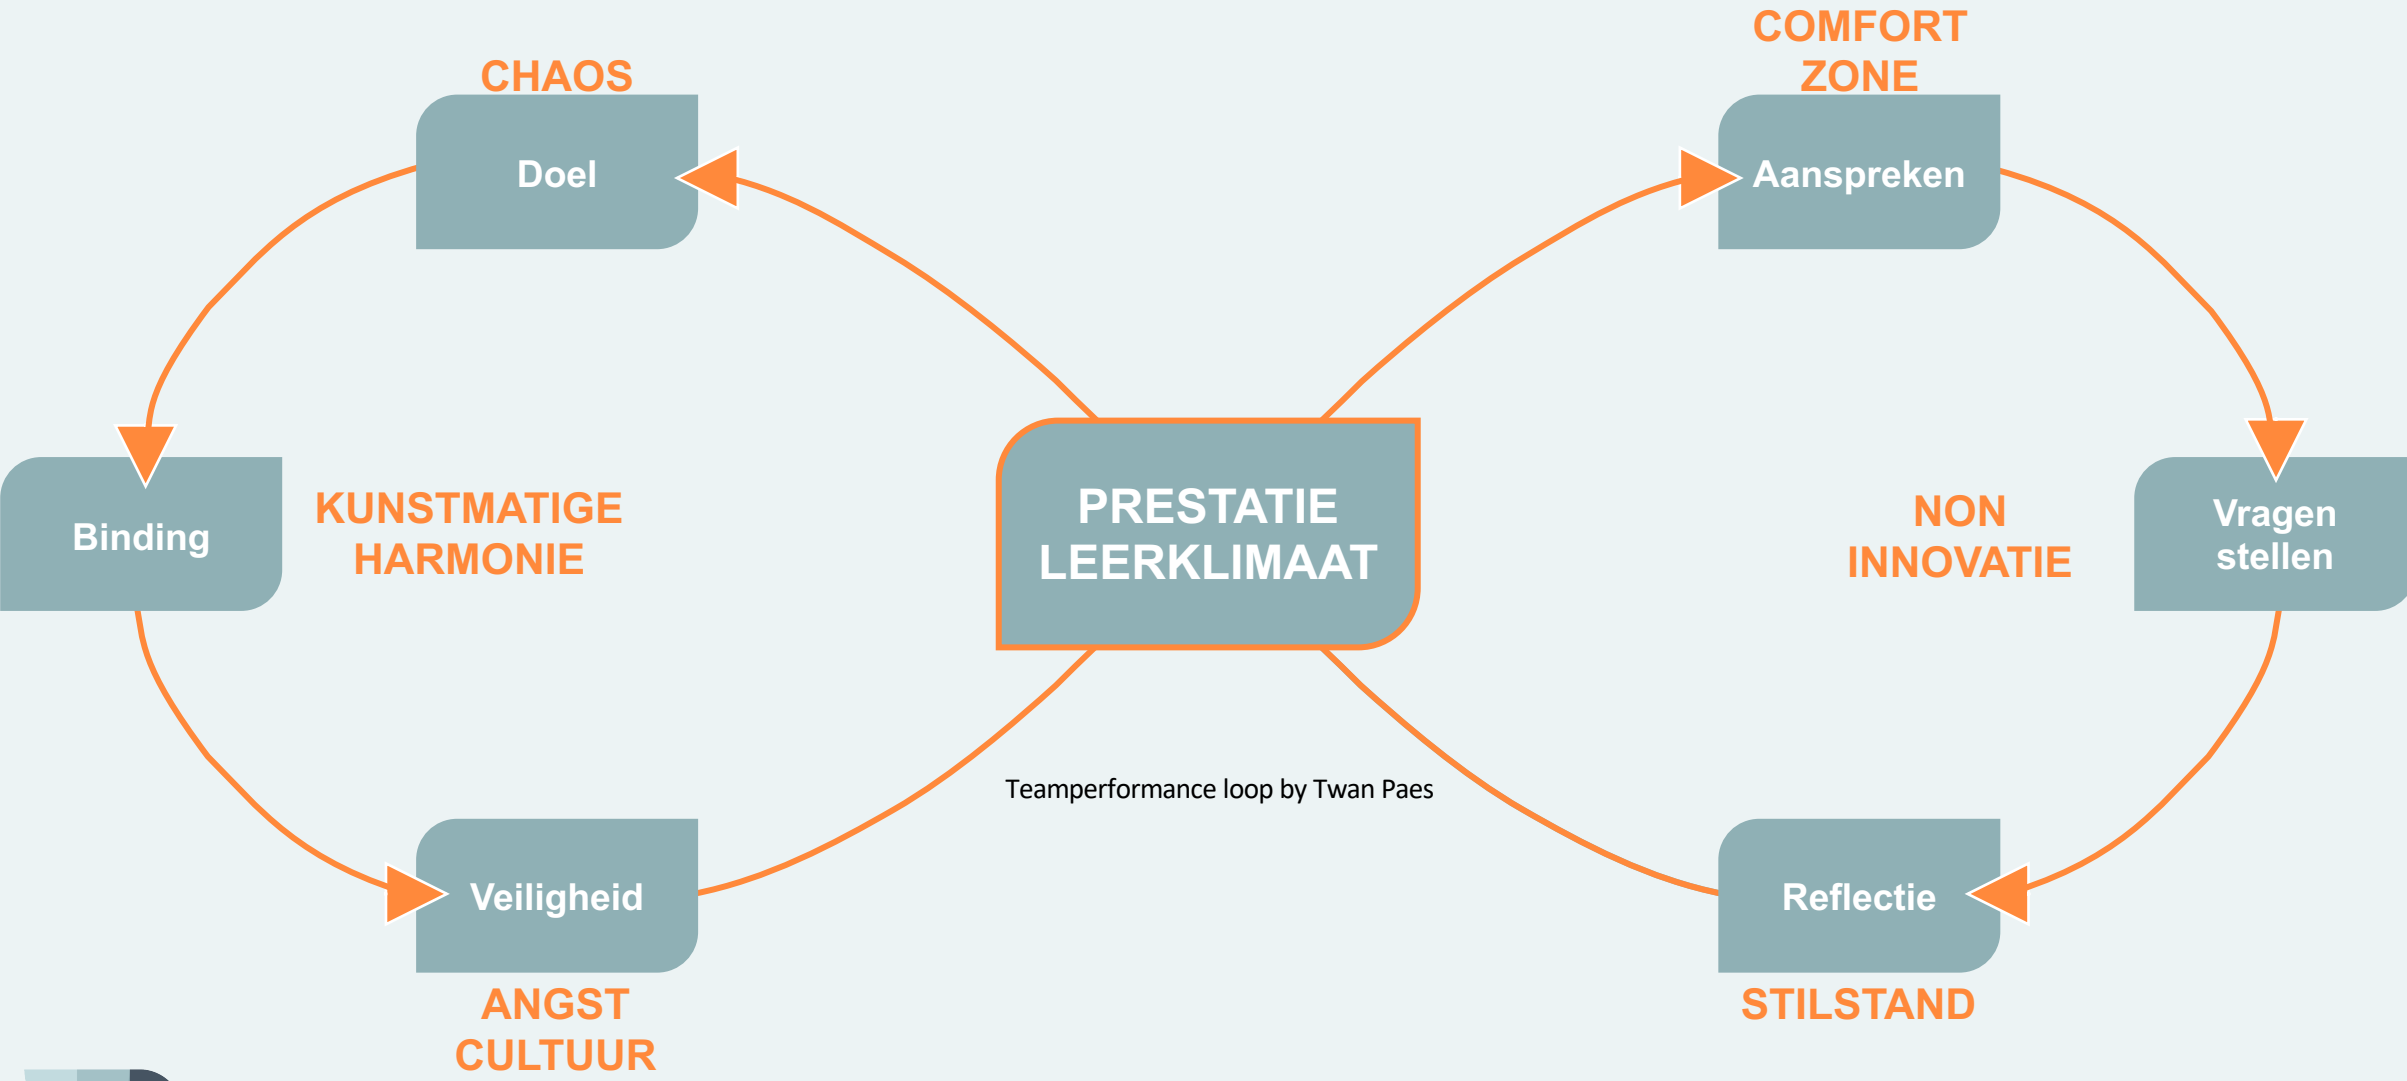 COMFORT
ZONE
CHAOS
Doel
Aanspreken
Binding
KUNSTMATIGE
HARMONIE
PRESTATIE
LEERKLIMAAT
NON
INNOVATIE
Vragen
stellen
Teamperformance loop by Twan Paes
Veiligheid
Reflectie
ANGST
CULTUUR
STILSTAND